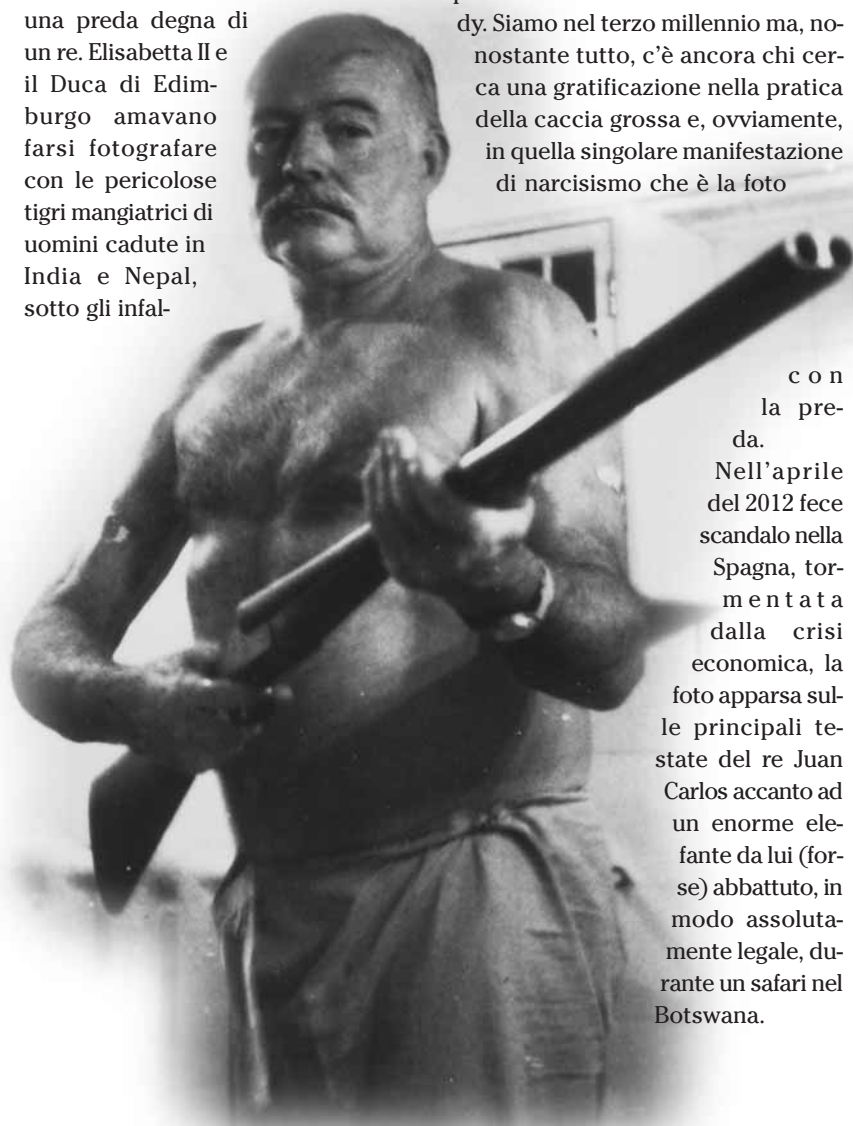 una preda degna di
un re. Elisabetta II e
il Duca di Edim-
burgo amavano
farsi fotografare
con le pericolose
tigri mangiatrici di
uomini cadute in
India e Nepal,
sotto gli infal-
dy. Siamo nel terzo millennio ma, no-
nostante tutto, c'è ancora chi cer-
ca una gratificazione nella pratica
della caccia grossa e, ovviamente,
in quella singolare manifestazione
di narcisismo che è la foto
con
la pre-
da.
Nell'aprile
del 2012 fece
scandalo nella
Spagna, tor-
mentata
dalla crisi
economica, la
foto apparsa sul-
le principali te-
state del re Juan
Carlos accanto ad
un enorme ele-
fante da lui (for-
se) abbattuto, in
modo assoluta-
mente legale, du-
rante un safari nel
Botswana.